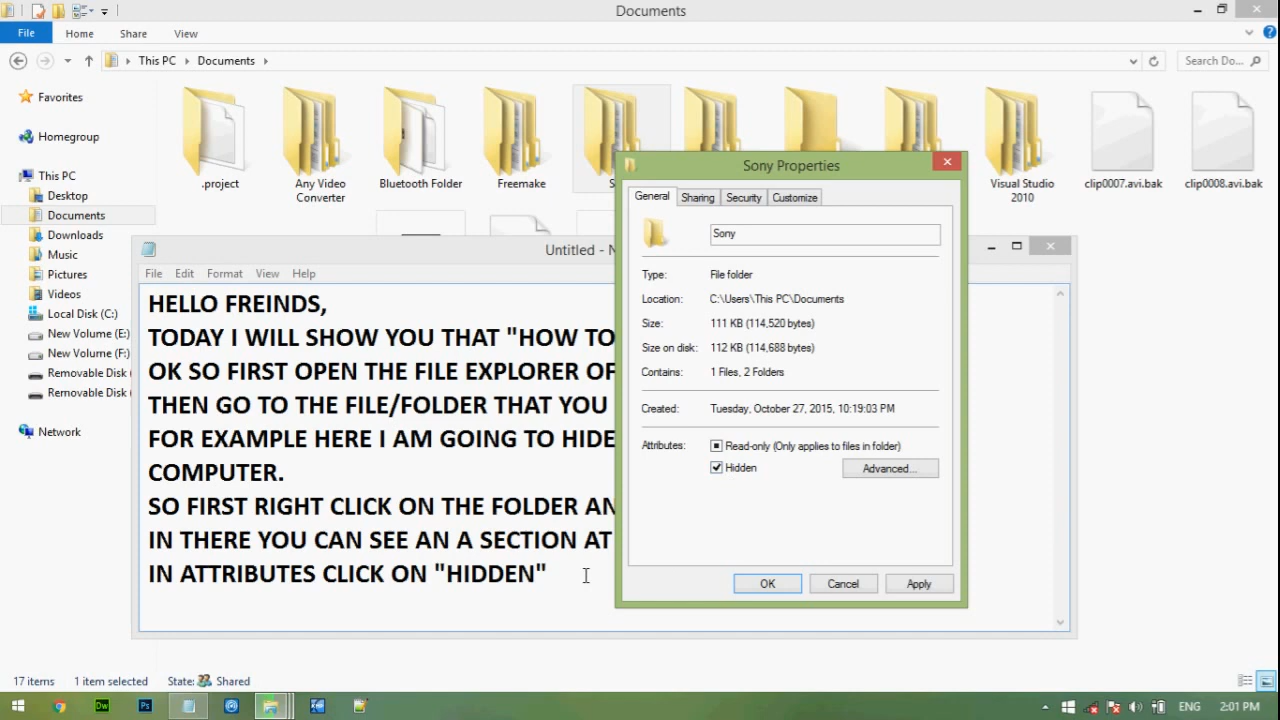 Documents
File Home Share View
This PC Documents Search Do...
Favorites
Homegroup
This PC
Desktop
Documents
Downloads
Music
Pictures
Videos
Local Disk (C:)
New Volume (E:)
New Volume (F:)
Removable Disk
Removable Disk
Network
.project
Any Video
Converter
Bluetooth Folder
Freemake
Visual Studio
2010
clip0007.avi.bak
clip0008.avi.bak
Untitled -
File Edit Format View Help
HELLO FREINDS,
TODAY I WILL SHOW YOU THAT "HOW TO
OK SO FIRST OPEN THE FILE EXPLORER OF
THEN GO TO THE FILE/FOLDER THAT YOU
FOR EXAMPLE HERE I AM GOING TO HIDE
COMPUTER.
SO FIRST RIGHT CLICK ON THE FOLDER AN
IN THERE YOU CAN SEE AN A SECTION AT
IN ATTRIBUTES CLICK ON "HIDDEN"
Sony Properties
General Sharing Security Customize
Sony
Type: File folder
Location: C:\Users\This PC\Documents
Size: 111 KB (114,520 bytes)
Size on disk: 112 KB (114,688 bytes)
Contains: 1 Files, 2 Folders
Created: Tuesday, October 27, 2015, 10:19:03 PM
Attributes: Read-only (Only applies to files in folder)
Hidden Advanced...
OK Cancel Apply
17 items 1 item selected State: Shared
Dw Ps ENG 2:01 PM